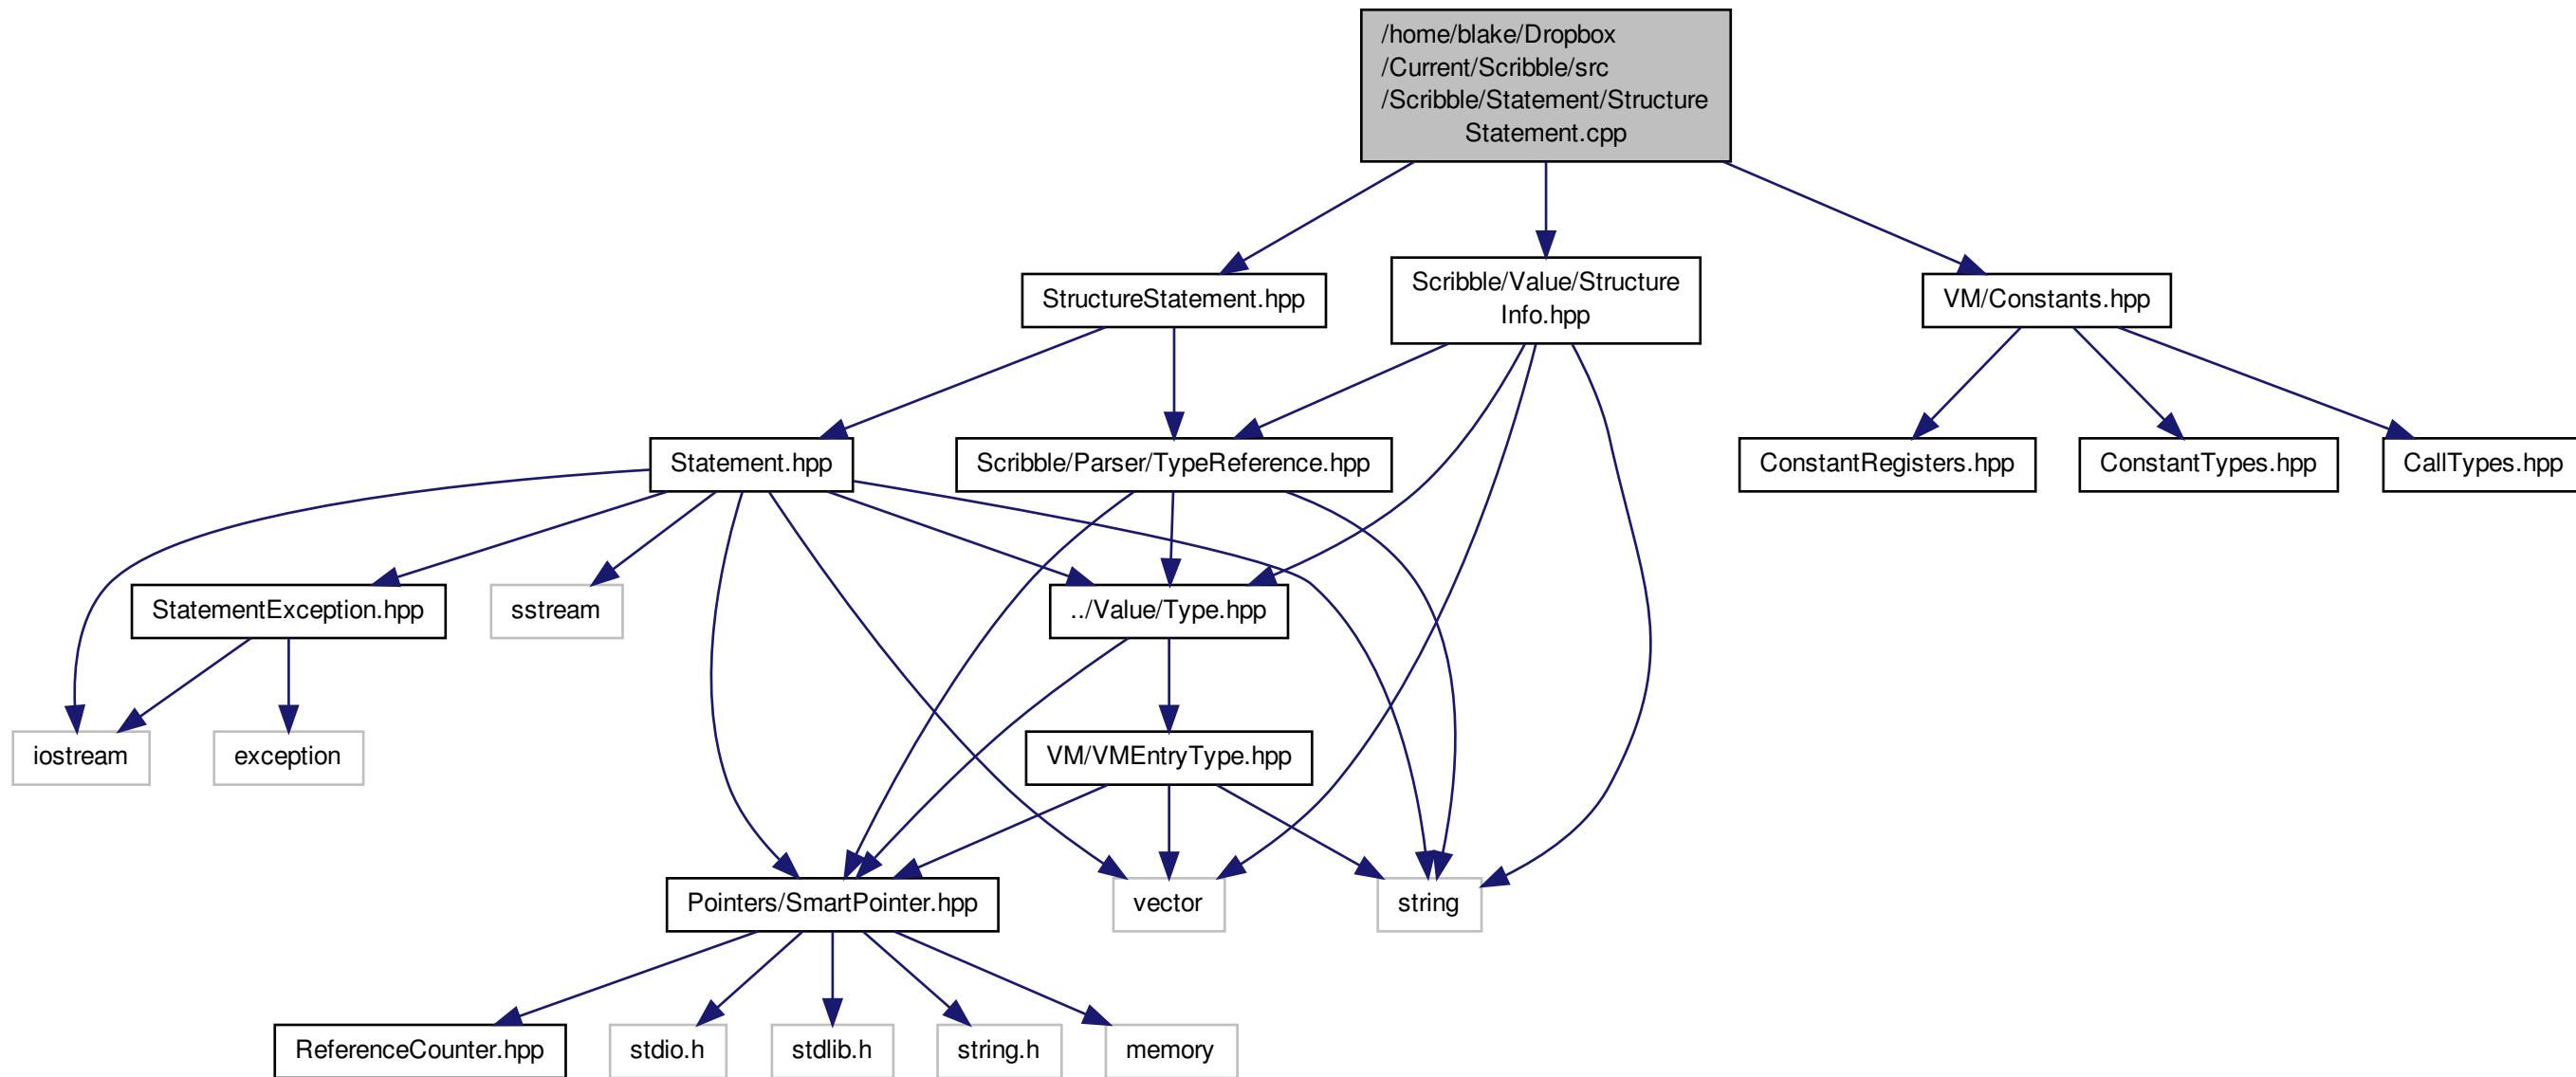 /home/blake/Dropbox
/Current/Scribble/src
/Scribble/Statement/Structure
Statement.cpp
StructureStatement.hpp
Scribble/Value/Structure
Info.hpp
VM/Constants.hpp
Statement.hpp
Scribble/Parser/TypeReference.hpp
ConstantRegisters.hpp
ConstantTypes.hpp
CallTypes.hpp
StatementException.hpp
sstream
../Value/Type.hpp
iostream
exception
VM/VMEntryType.hpp
Pointers/SmartPointer.hpp
vector
string
ReferenceCounter.hpp
stdio.h
stdlib.h
string.h
memory